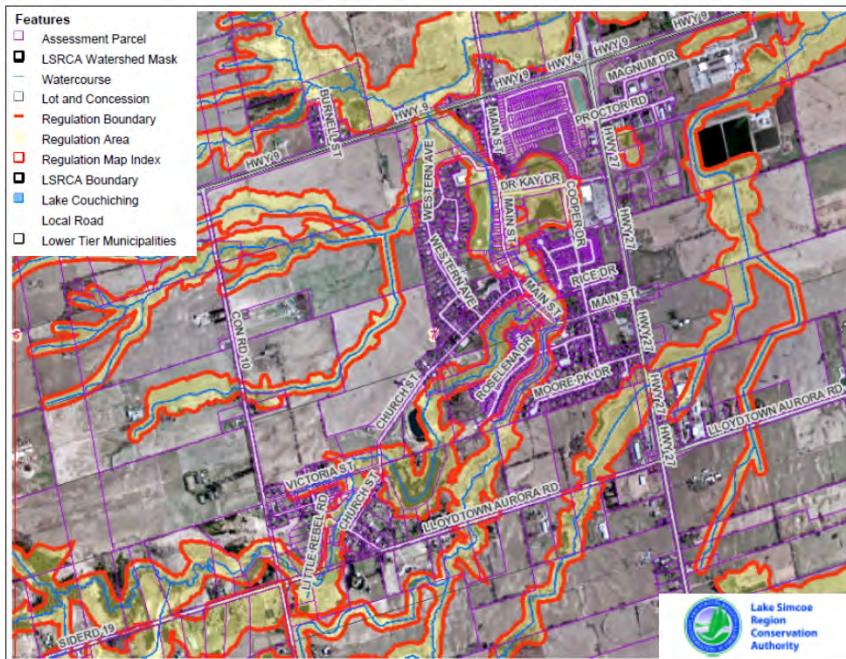 Features
Assessment Parcel
LSRCA Watershed Mask
Watercourse
Lot and Concession
Regulation Boundary
Regulation Area
Regulation Map Index
LSRCA Boundary
Lake Couchiching
Local Road
Lower Tier Municipalities
HWY 9
HWY 9
HWY 9
HWY 9
HWY 9
HWY 9
MAGNUM DR
BURNELL ST
MAIN ST
PROCTOR RD
HWY 27
WESTERN AVE
DR KAY DR
COOPER DR
MAIN ST
HWY 27
WESTERN AVE
RICE DR
MAIN ST
MAIN ST
CON RD 10
ROSELENA DR
CHURCH ST
MOORE PK DR
HWY 27
HWY 27
LLOYDTOWN AURORA RD
VICTORIA ST
CHURCH ST
LLOYDTOWN AURORA RD
LITTLE REBEL RD
SIDERD 19
Lake Simcoe
Region
Conservation
Authority